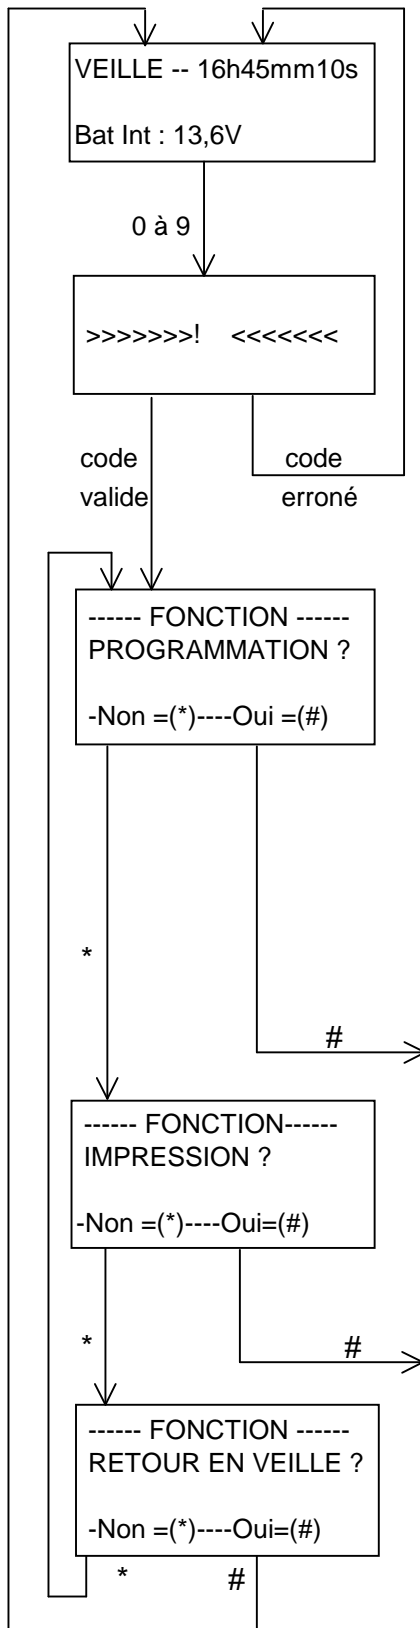 VEILLE -- 16h45mm10s
Bat Int : 13,6V
0 à 9
>>>>>>>! <<<<<<<
code
valide
code
erroné
------ FONCTION ------
PROGRAMMATION ?
-Non =(*)----Oui =(#)
*
#
------ FONCTION------
IMPRESSION ?
-Non =(*)----Oui=(#)
*
#
------ FONCTION ------
RETOUR EN VEILLE ?
-Non =(*)----Oui=(#)
*
#